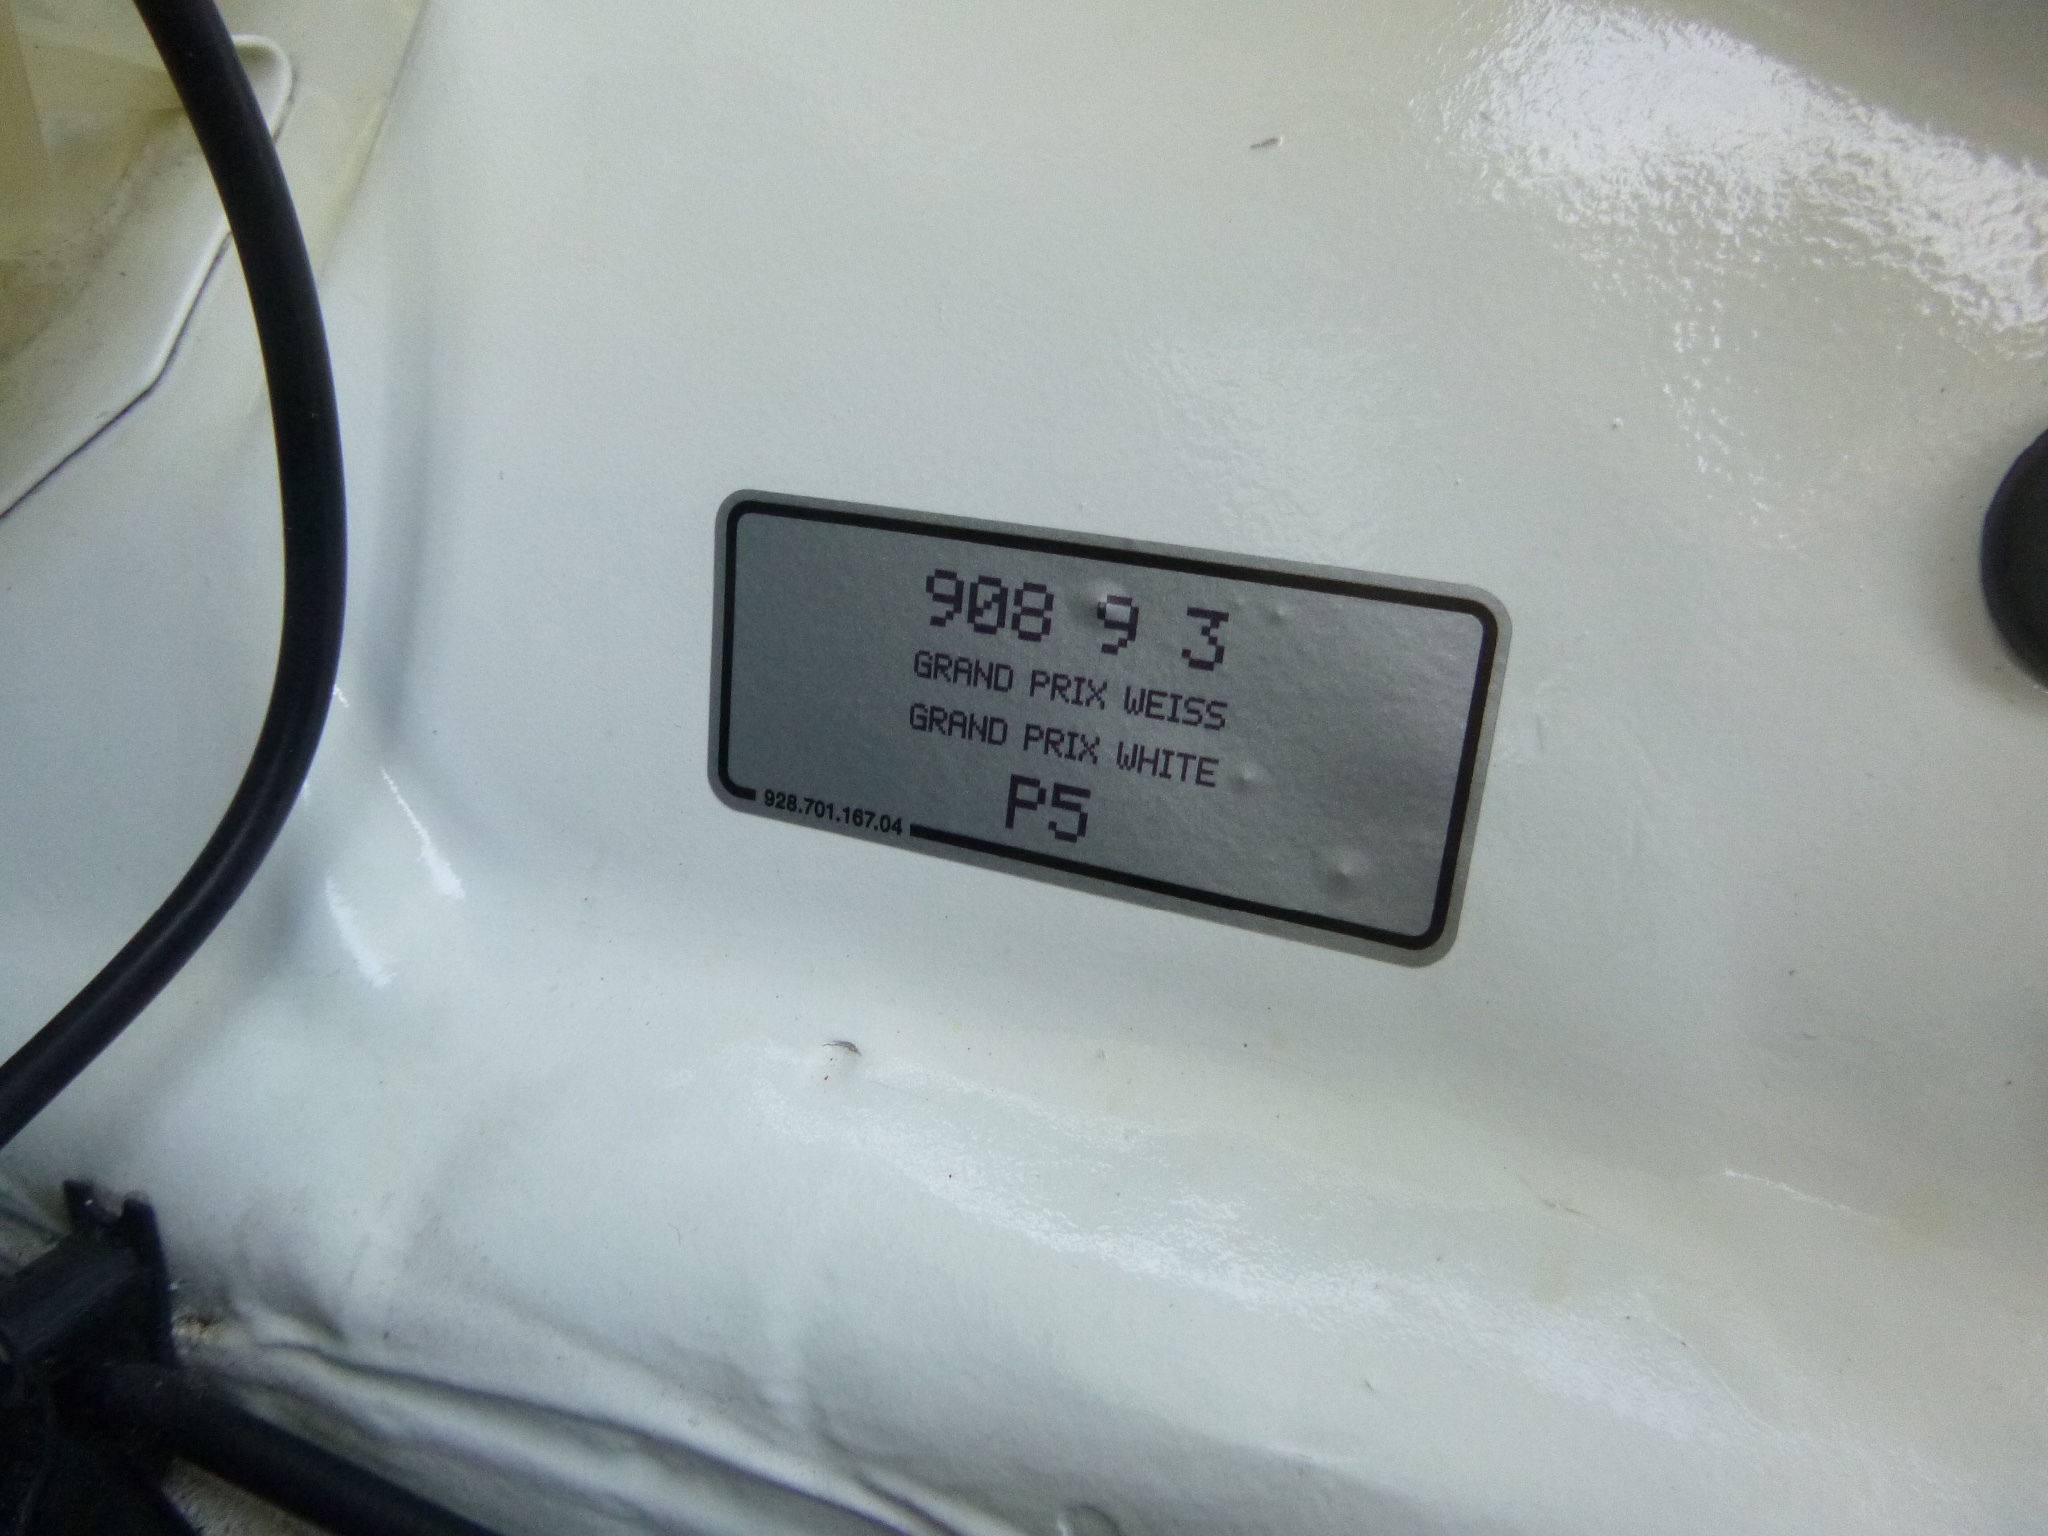 908 9 3
GRAND PRIX WEISS
GRAND PRIX WHITE
P5
928.701.167.04